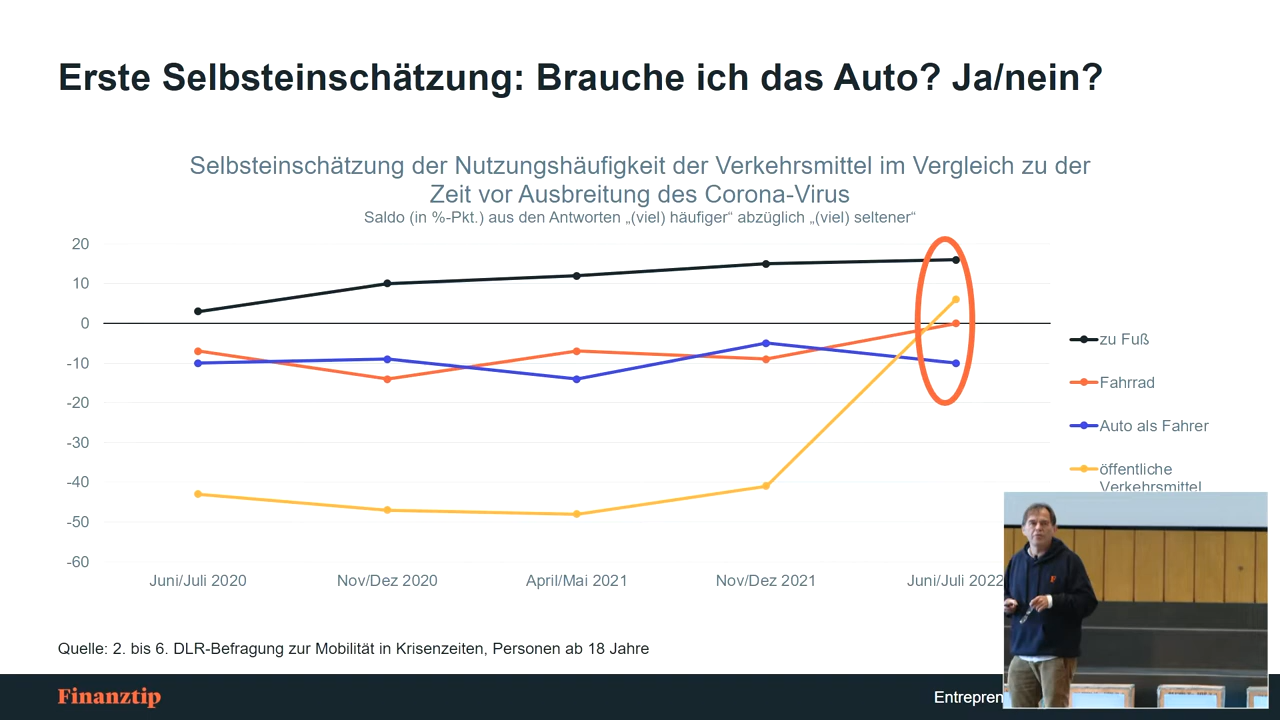 Erste Selbsteinschätzung: Brauche ich das Auto? Ja/nein?
Selbsteinschätzung der Nutzungshäufigkeit der Verkehrsmittel im Vergleich zu der
Zeit vor Ausbreitung des Corona-Virus
Saldo (in %-Pkt.) aus den Antworten „(viel) häufiger“ abzüglich „(viel) seltener“
20
10
0
-10
-20
-30
-40
-50
-60
Juni/Juli 2020
Nov/Dez 2020
April/Mai 2021
Nov/Dez 2021
Juni/Juli 2022
zu Fuß
Fahrrad
Auto als Fahrer
öffentliche
Verkehrsmittel
Quelle: 2. bis 6. DLR-Befragung zur Mobilität in Krisenzeiten, Personen ab 18 Jahre
Finanztip